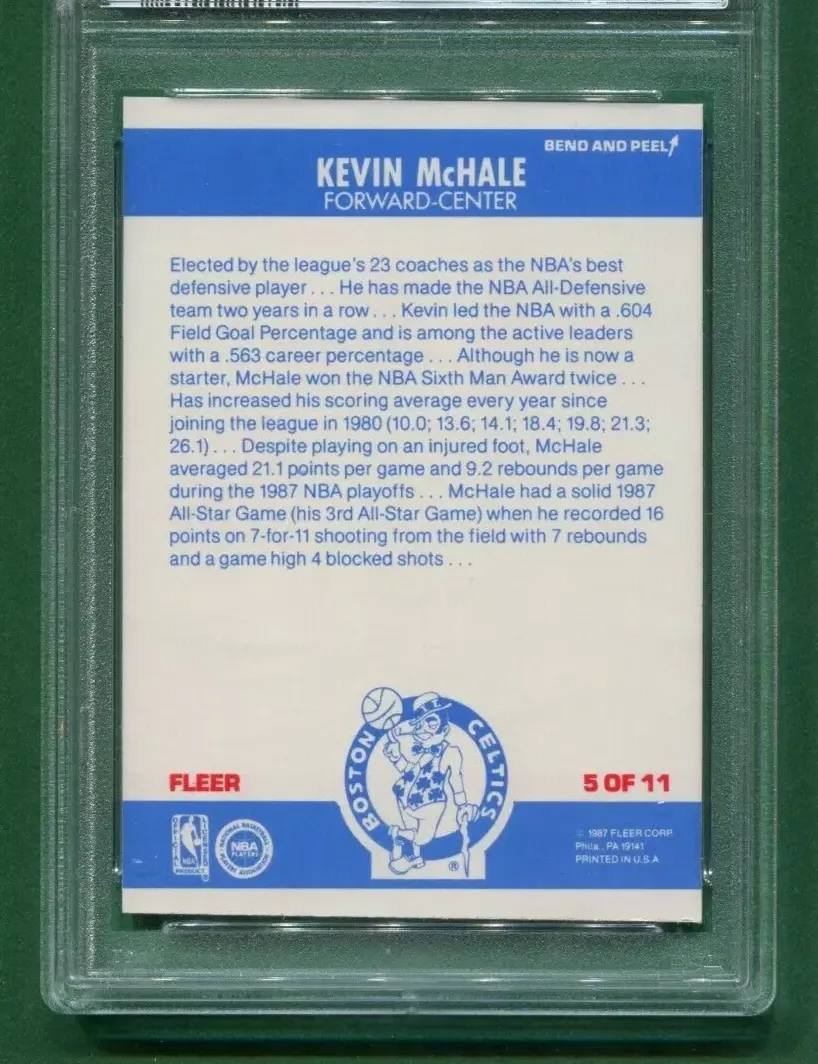 BEND AND PEEL
KEVIN McHALE
FORWARD-CENTER
Elected by the league's 23 coaches as the NBA's best
defensive player . . . He has made the NBA All-Defensive
team two years in a row . . . Kevin led the NBA with a .604
Field Goal Percentage and is among the active leaders
with a .563 career percentage . . . Although he is now a
starter, McHale won the NBA Sixth Man Award twice . . .
Has increased his scoring average every year since
joining the league in 1980 (10.0; 13.6; 14.1; 18.4; 19.8; 21.3;
26.1) . . . Despite playing on an injured foot, McHale
averaged 21.1 points per game and 9.2 rebounds per game
during the 1987 NBA playoffs . . . McHale had a solid 1987
All-Star Game (his 3rd All-Star Game) when he recorded 16
points on 7-for-11 shooting from the field with 7 rebounds
and a game high 4 blocked shots . . .
BOSTON CELTICS
®
FLEER
5 OF 11
OFFICIAL LICENSED
NBA
PRODUCT
NATIONAL BASKETBALL
NBA
PLAYERS
PLAYERS ASSOCIATION
© 1987 FLEER CORP.
Phila., PA 19141
PRINTED IN U.S.A